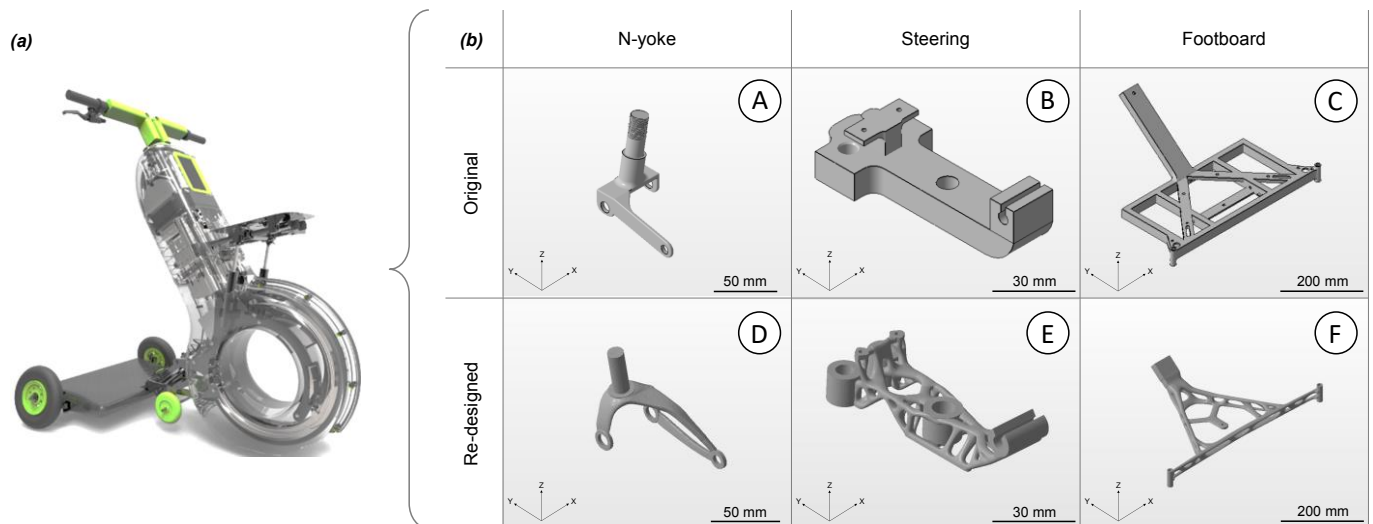 (a)
(b)
N-yoke
Steering
Footboard
Original
A
B
C
Z
Y
X
50 mm
Z
Y
X
30 mm
Z
Y
X
200 mm
Re-designed
D
E
F
Z
Y
X
50 mm
Z
Y
X
30 mm
Z
Y
X
200 mm